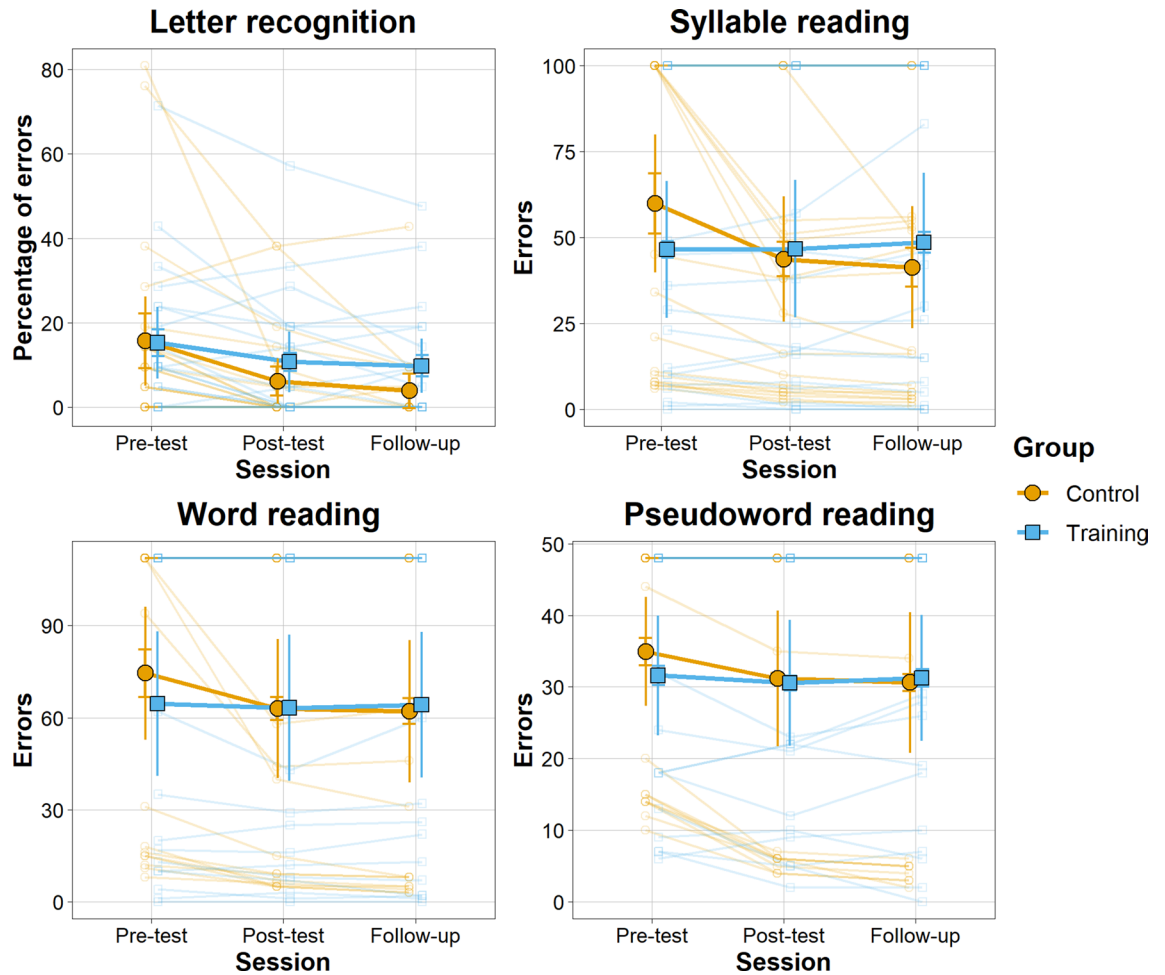 Letter recognition
Percentage of errors
80
60
40
20
0
Pre-test Post-test Follow-up
Session
Syllable reading
Errors
100
75
50
25
0
Pre-test Post-test Follow-up
Session
Word reading
Errors
90
60
30
0
Pre-test Post-test Follow-up
Session
Pseudoword reading
Errors
50
40
30
20
10
0
Pre-test Post-test Follow-up
Session
Group
Control
Training